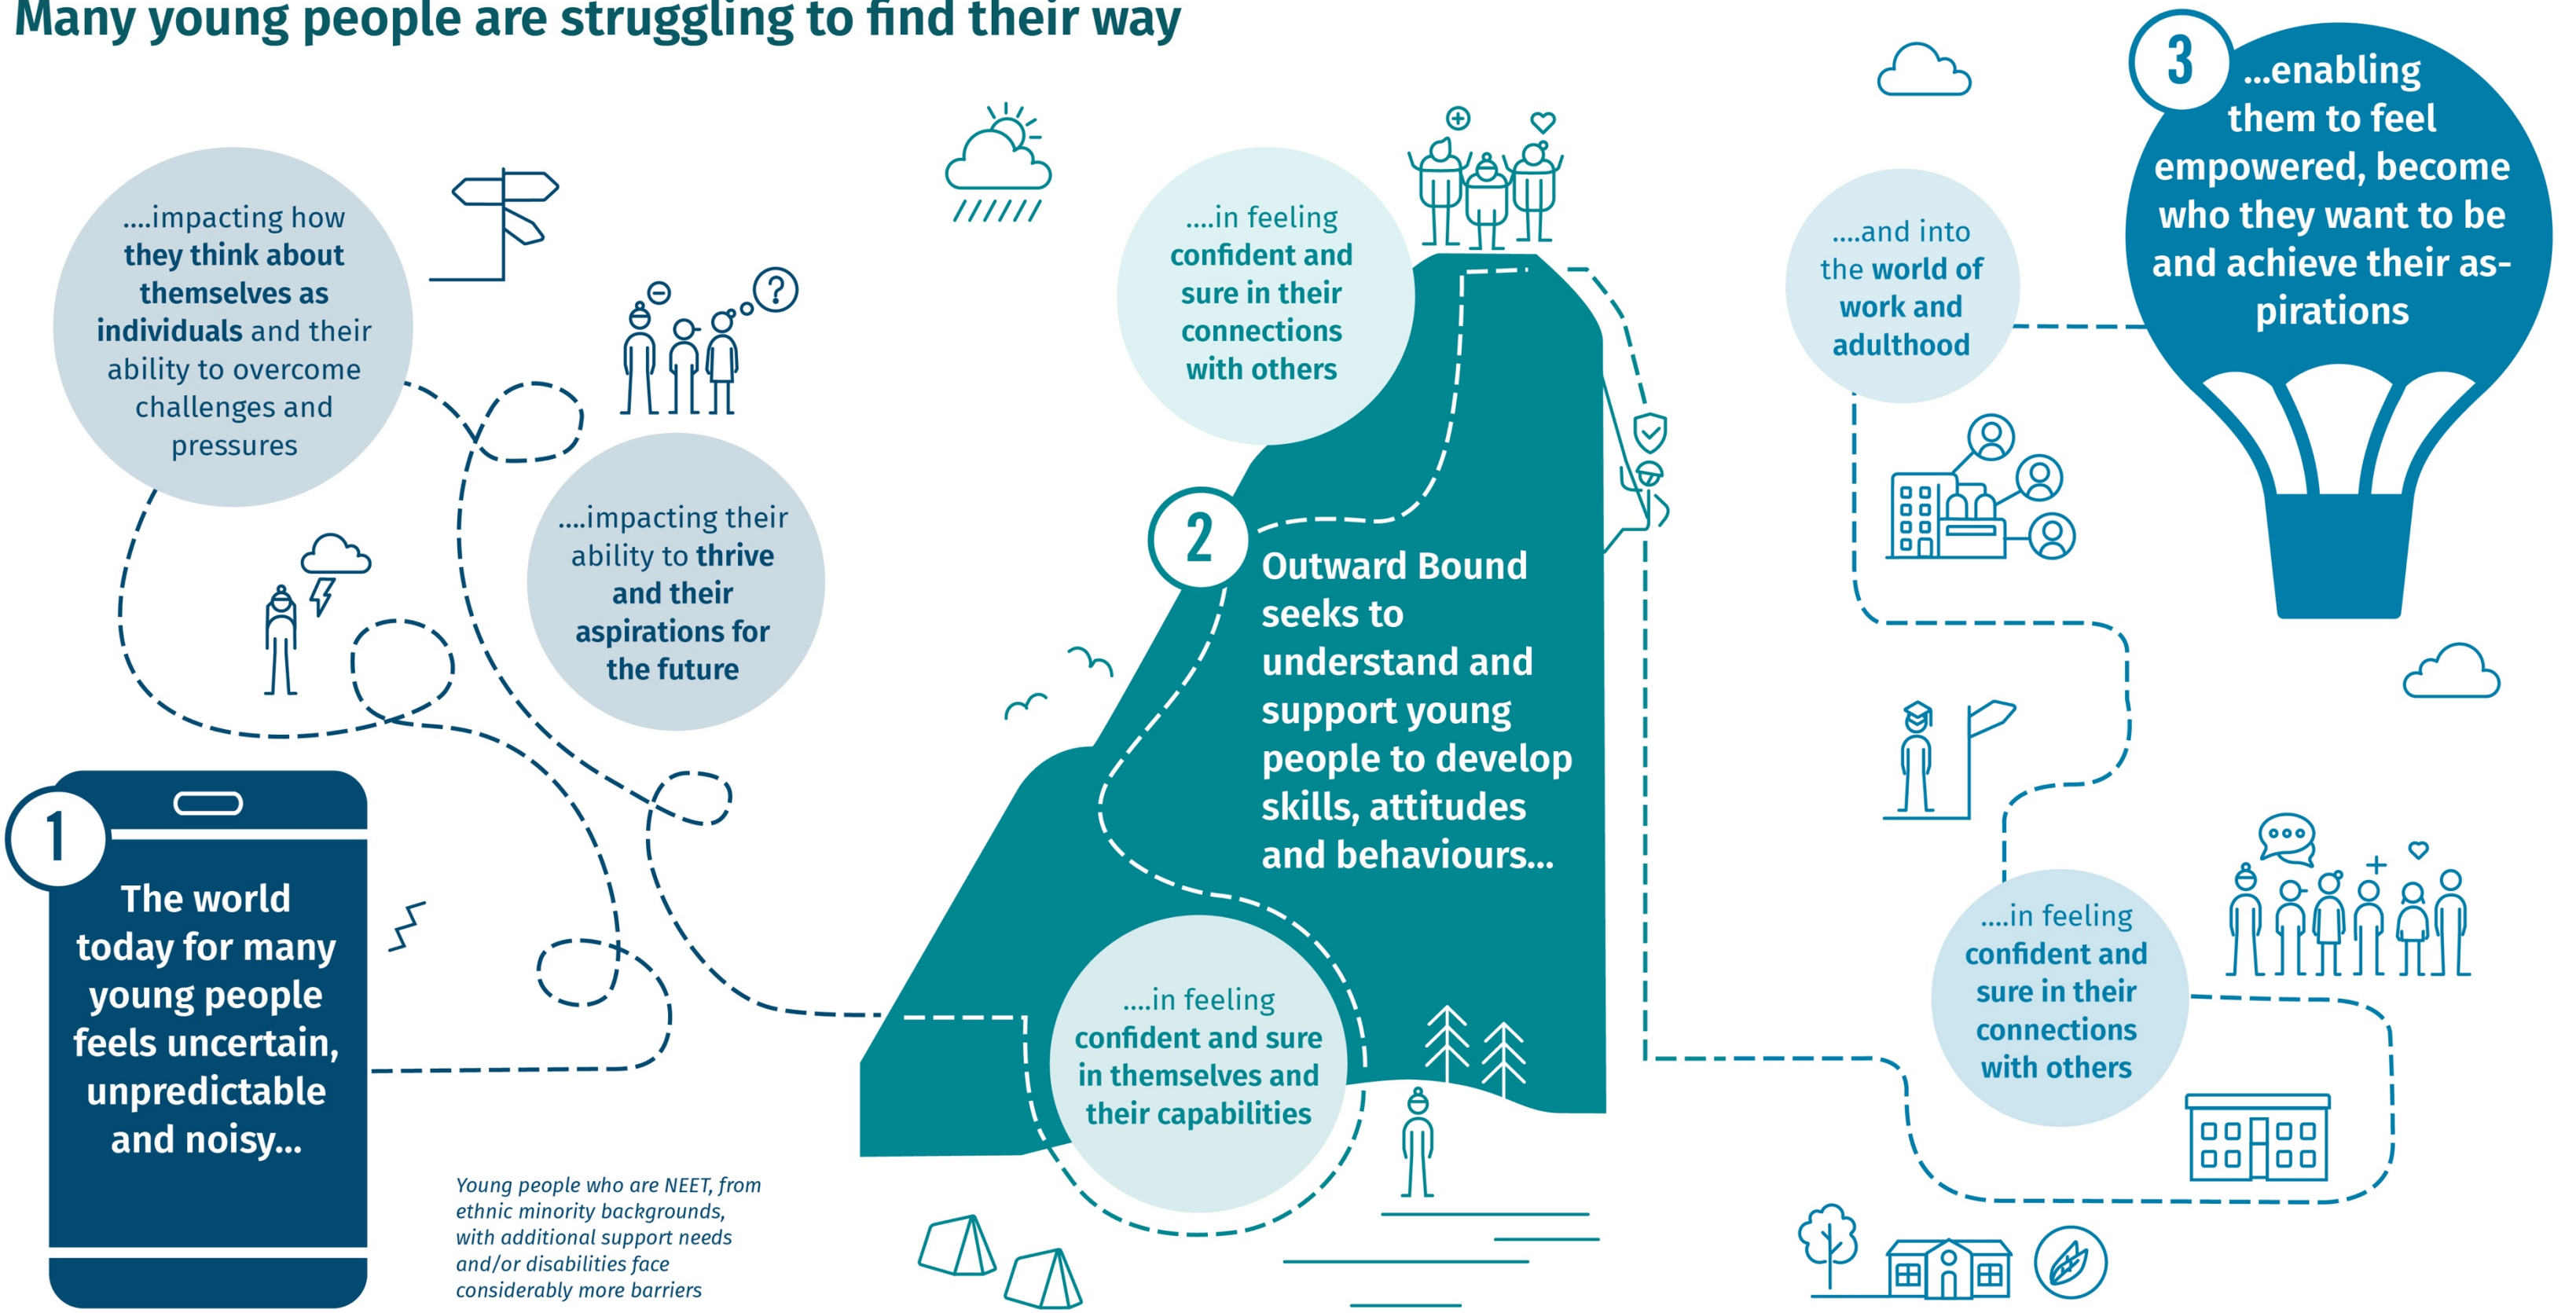 Many young people are struggling to find their way
1
The world
today for many
young people
feels uncertain,
unpredictable
and noisy...
....impacting how
they think about
themselves as
individuals and their
ability to overcome
challenges and
pressures
?
....impacting their
ability to thrive
and their
aspirations for
the future
Young people who are NEET, from
ethnic minority backgrounds,
with additional support needs
and/or disabilities face
considerably more barriers
2
Outward Bound
seeks to
understand and
support young
people to develop
skills, attitudes
and behaviours...
....in feeling
confident and sure
in themselves and
their capabilities
....in feeling
confident and
sure in their
connections
with others
....in feeling
confident and
sure in their
connections
with others
....and into
the world of
work and
adulthood
3
...enabling
them to feel
empowered, become
who they want to be
and achieve their as-
pirations